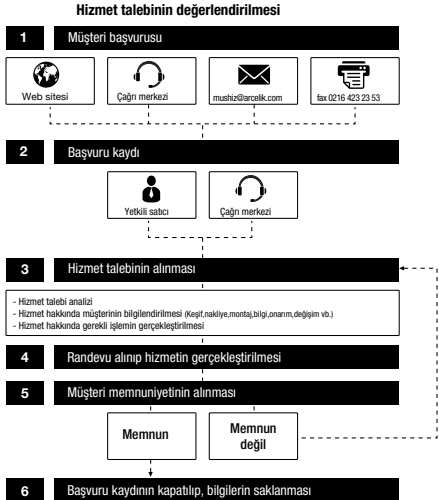 Hizmet talebinin değerlendirilmesi
1 Müşteri başvurusu
Web sitesi
Çağrı merkezi
mushiz@arcelik.com
fax 0216 423 23 53
2 Başvuru kaydı
Yetkili satıcı
Çağrı merkezi
3 Hizmet talebinin alınması
- Hizmet talebi analizi
- Hizmet hakkında müşterinin bilgilendirilmesi (Keşif,nakliye,montaj,bilgi,onarım,değişim vb.)
- Hizmet hakkında gerekli işlemin gerçekleştirilmesi
4 Randevu alınıp hizmetin gerçekleştirilmesi
5 Müşteri memnuniyetinin alınması
Memnun
Memnun
değil
6 Başvuru kaydının kapatılıp, bilgilerin saklanması